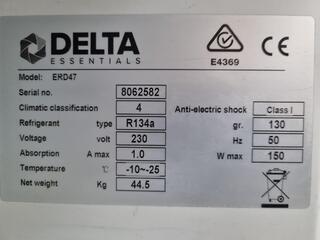 DELTA
ESSENTIALS
E4369
Model: ERD47
Serial no. 8062582
Climatic classification 4 Anti-electric shock Class I
Refrigerant type R134a gr. 130
Voltage volt 230 Hz 50
Absorption A max 1.0 W max 150
Temperature °C -10~-25
Net weight Kg 44.5